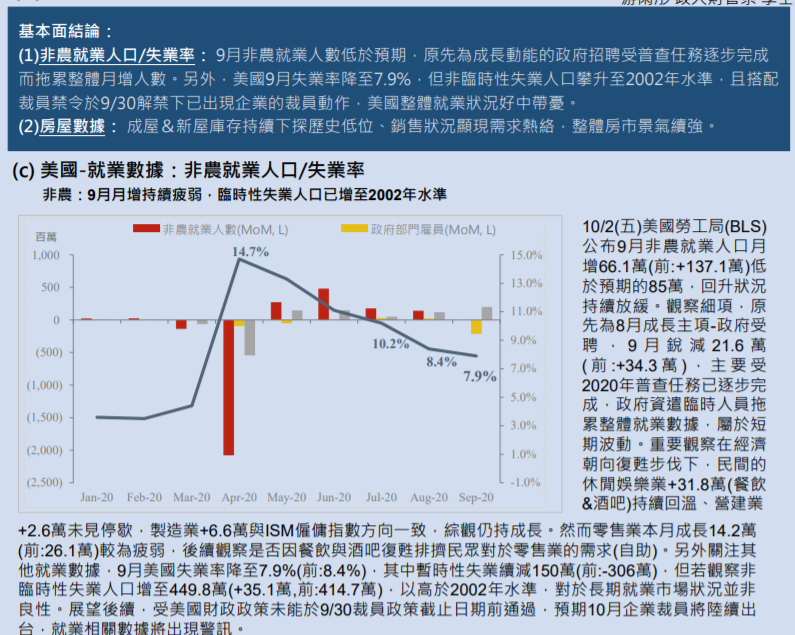 基本面結論：
(1)非農就業人口/失業率： 9月非農就業人數低於預期，原先為成長動能的政府招聘受普查任務逐步完成
而拖累整體月增人數。另外，美國9月失業率降至7.9%，但非臨時性失業人口攀升至2002年水準，且搭配
裁員禁令於9/30解禁下已出現企業的裁員動作，美國整體就業狀況好中帶憂。
(2)房屋數據： 成屋＆新屋庫存持續下探歷史低位、銷售狀況顯現需求熱絡，整體房市景氣續強。
(c) 美國-就業數據：非農就業人口/失業率
非農：9月月增持續疲弱，臨時性失業人口已增至2002年水準
百萬
非農就業人數(MoM, L)
政府部門雇員(MoM, L)
1,000
500
0
(500)
(1,000)
(1,500)
(2,000)
(2,500)
14.7%
10.2%
8.4%
7.9%
15.0%
13.0%
11.0%
9.0%
7.0%
5.0%
3.0%
1.0%
-1.0%
Jan-20 Feb-20 Mar-20 Apr-20 May-20 Jun-20 Jul-20 Aug-20 Sep-20
10/2(五)美國勞工局(BLS)
公布9月非農就業人口月
增66.1萬(前:+137.1萬)低
於預期的85萬，回升狀況
持續放緩。觀察細項，原
先為8月成長主項-政府受
聘，9月銳減21.6萬
(前:+34.3萬)，主要受
2020年普查任務已逐步完
成，政府資遣臨時人員拖
累整體就業數據，屬於短
期波動。重要觀察在經濟
朝向復甦步伐下，民間的
休閒娛樂業+31.8萬(餐飲
&酒吧)持續回溫、營建業
+2.6萬未見停歇，製造業+6.6萬與ISM僱傭指數方向一致，綜觀仍持成長。然而零售業本月成長14.2萬
(前:26.1萬)較為疲弱，後續觀察是否因餐飲與酒吧復甦排擠民眾對於零售業的需求(自助)。另外關注其
他就業數據，9月美國失業率降至7.9%(前:8.4%)，其中暫時性失業續減150萬(前:-306萬)，但若觀察非
臨時性失業人口增至449.8萬(+35.1萬,前:414.7萬)，以高於2002年水準，對於長期就業市場狀況並非
良性。展望後續，受美國財政政策未能於9/30裁員政策截止日期前通過，預期10月企業裁員將陸續出
台，就業相關數據將出現警訊。